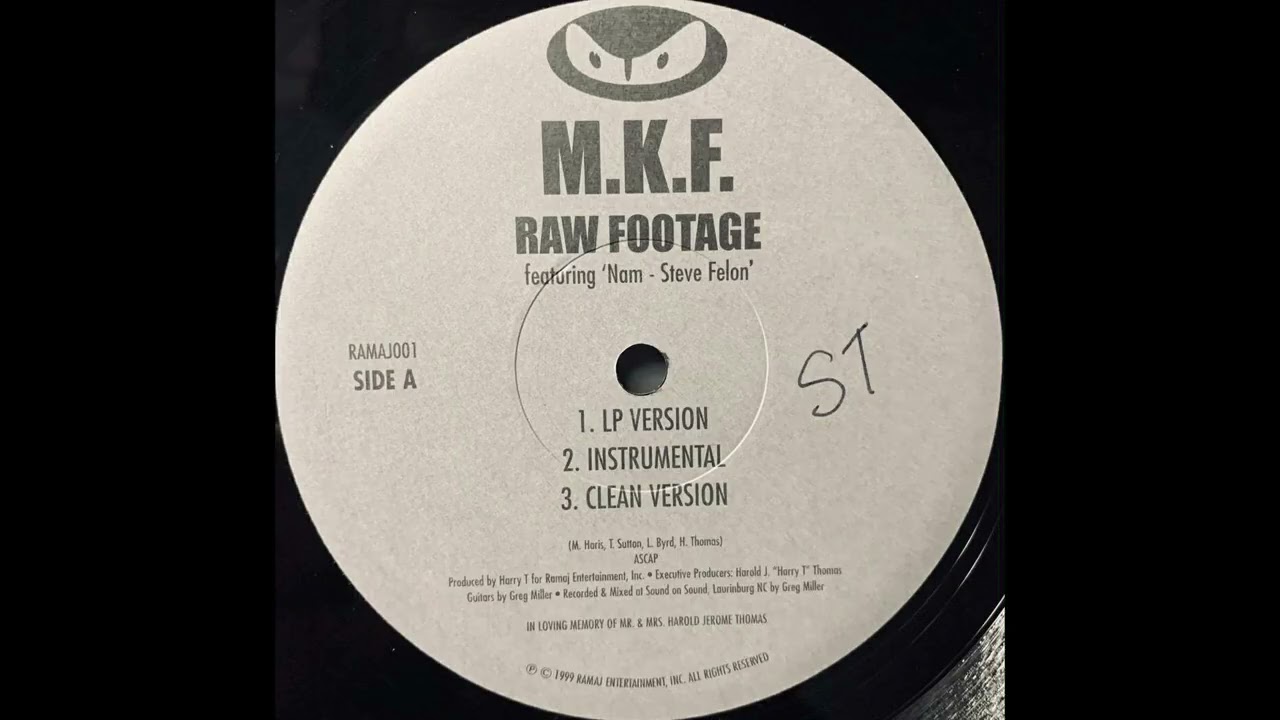 M.K.F.
RAW FOOTAGE
featuring ‘Nam - Steve Felon’
RAMAJ001
SIDE A
ST
1. LP VERSION
2. INSTRUMENTAL
3. CLEAN VERSION
(M. Haris, T. Sutton, L. Byrd, H. Thomas)
ASCAP
Produced by Harry T for Ramaj Entertainment, Inc. • Executive Producers: Harold J. "Harry T" Thomas
Guitars by Greg Miller • Recorded & Mixed at Sound on Sound, Laurinburg NC by Greg Miller
IN LOVING MEMORY OF MR. & MRS. HAROLD JEROME THOMAS
℗ © 1999 RAMAJ ENTERTAINMENT, INC. ALL RIGHTS RESERVED